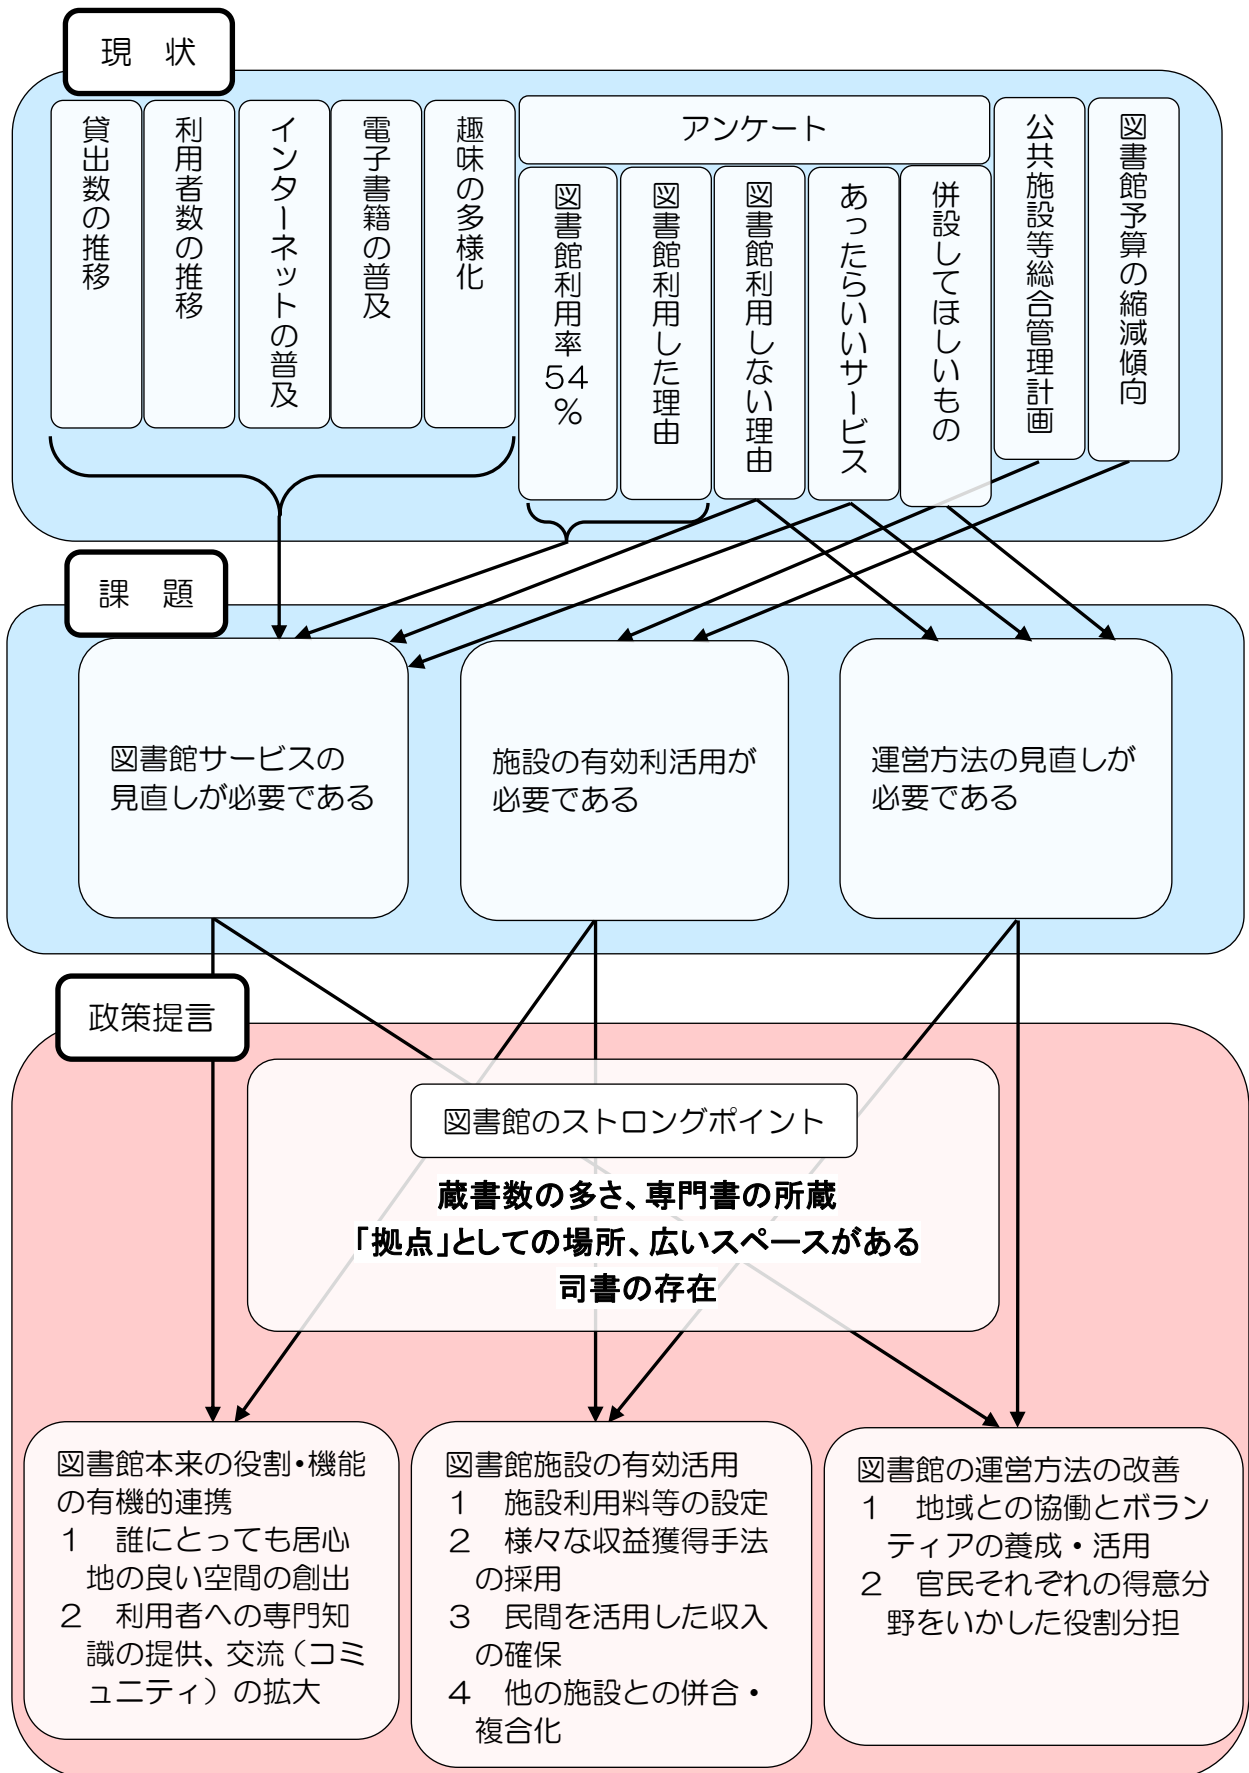 現　状
貸出数の推移
利用者数の推移
インターネットの普及
電子書籍の普及
趣味の多様化
アンケート
図書館利用率54%
図書館利用した理由
図書館利用しない理由
あったらいいサービス
併設してほしいもの
公共施設等総合管理計画
図書館予算の縮減傾向
課　題
図書館サービスの
見直しが必要である
施設の有効利活用が
必要である
運営方法の見直しが
必要である
政策提言
図書館のストロングポイント
蔵書数の多さ、専門書の所蔵
「拠点」としての場所、広いスペースがある
司書の存在
図書館本来の役割・機能
の有機的連携
１　誰にとっても居心
地の良い空間の創出
２　利用者への専門知
識の提供、交流（コミ
ュニティ）の拡大
図書館施設の有効活用
１　施設利用料等の設定
２　様々な収益獲得手法
の採用
３　民間を活用した収入
の確保
４　他の施設との併合・
複合化
図書館の運営方法の改善
１　地域との協働とボラン
ティアの養成・活用
２　官民それぞれの得意分
野をいかした役割分担